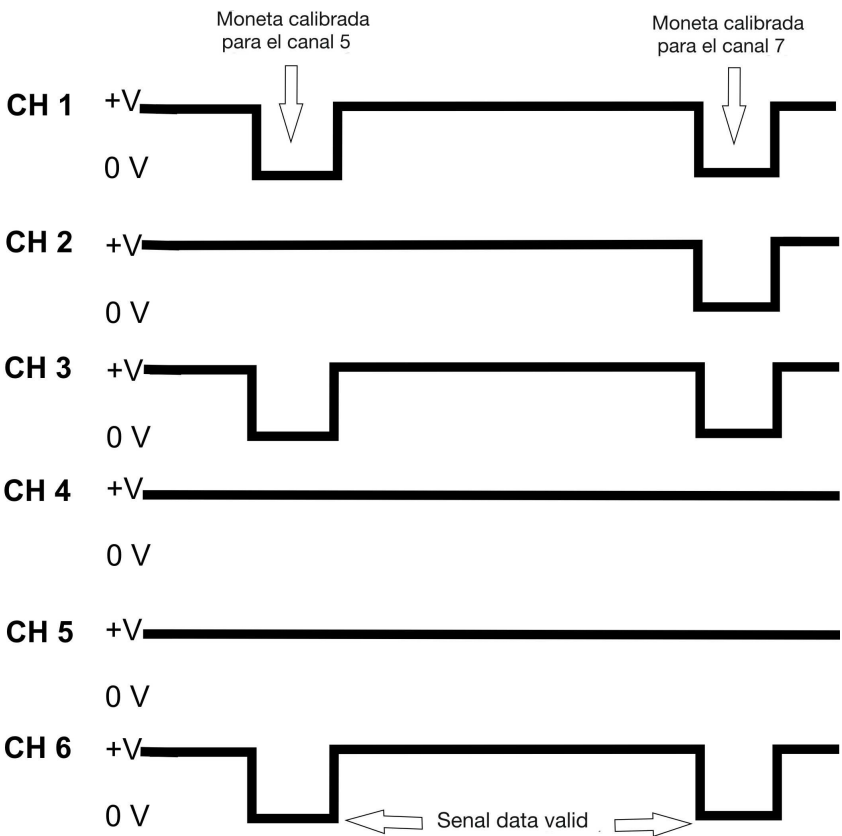 Moneta calibrada
para el canal 5
Moneta calibrada
para el canal 7
CH 1 +V
0 V
CH 2 +V
0 V
CH 3 +V
0 V
CH 4 +V
0 V
CH 5 +V
0 V
CH 6 +V
0 V
Senal data valid